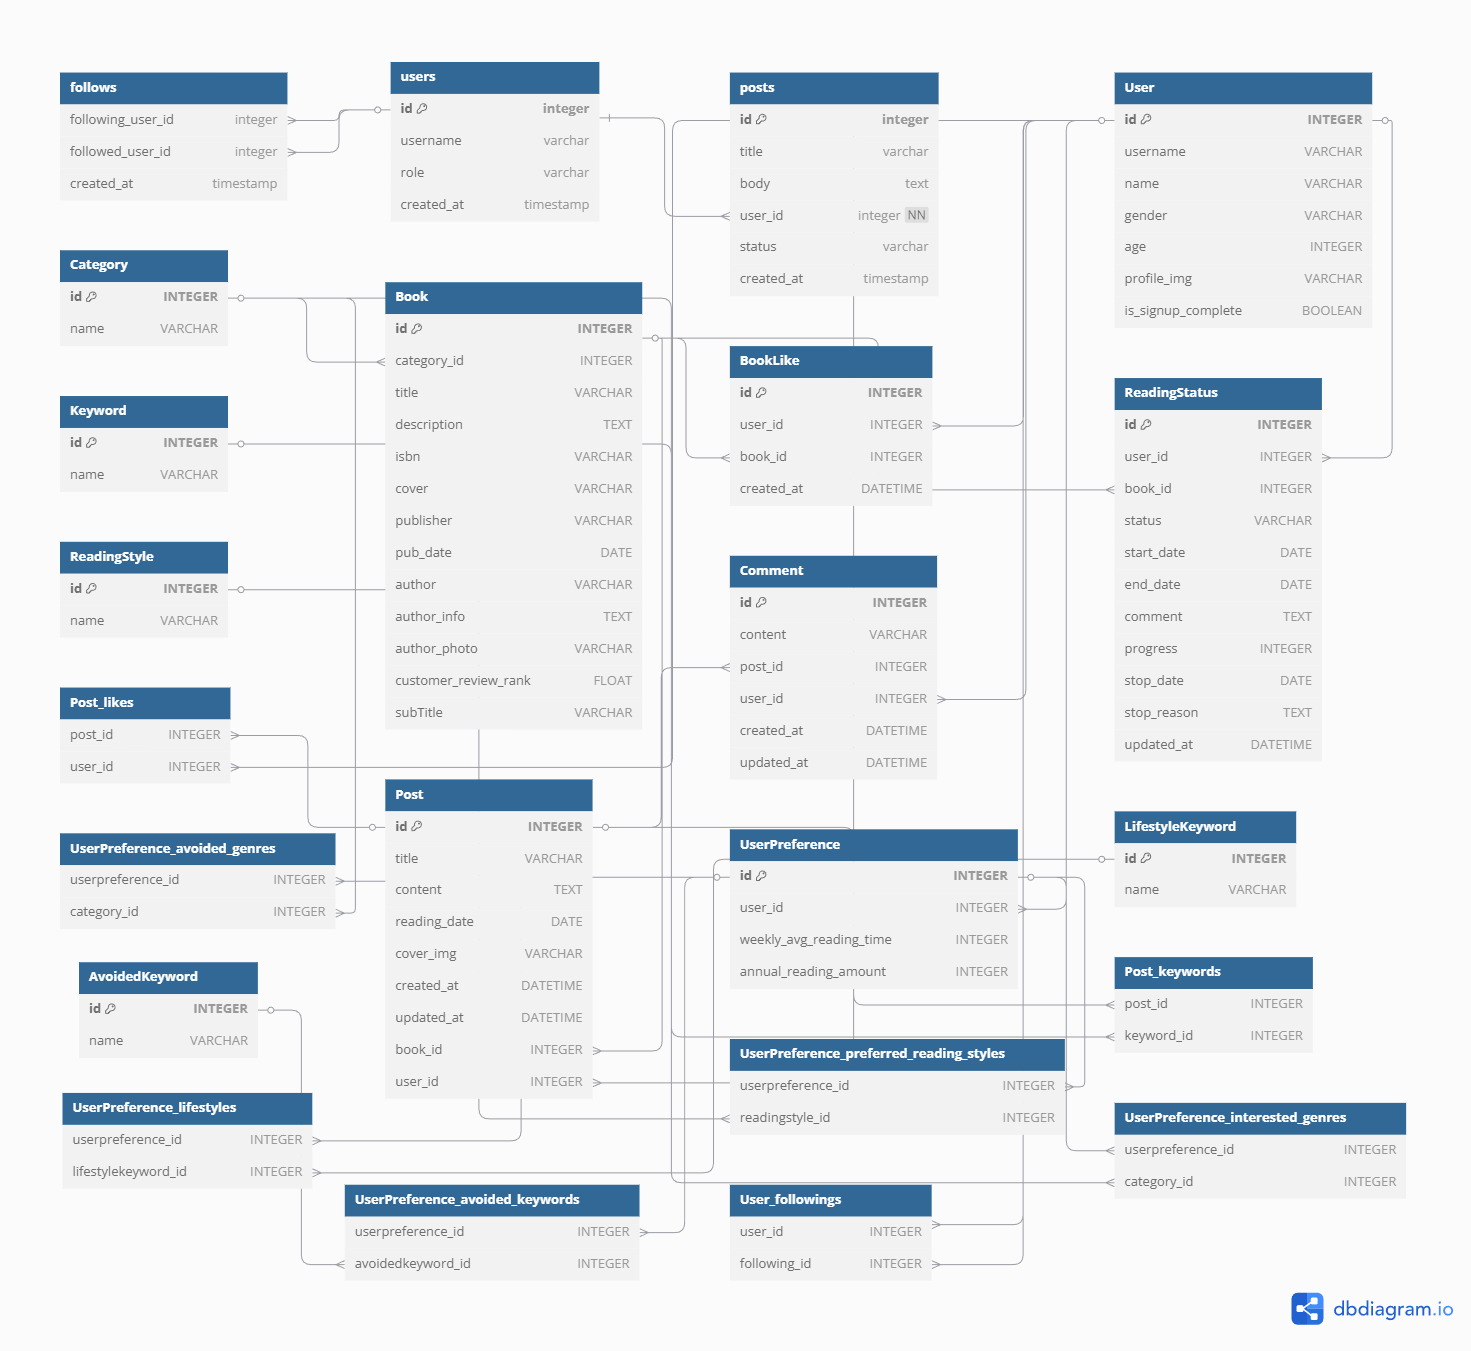 follows
following_user_id integer
followed_user_id integer
created_at timestamp
users
id integer
username varchar
role varchar
created_at timestamp
posts
id integer
title varchar
body text
user_id integer NN
status varchar
created_at timestamp
User
id INTEGER
username VARCHAR
name VARCHAR
gender VARCHAR
age INTEGER
profile_img VARCHAR
is_signup_complete BOOLEAN
Category
id INTEGER
name VARCHAR
Book
id INTEGER
category_id INTEGER
title VARCHAR
description TEXT
isbn VARCHAR
cover VARCHAR
publisher VARCHAR
pub_date DATE
author VARCHAR
author_info TEXT
author_photo VARCHAR
customer_review_rank FLOAT
subTitle VARCHAR
BookLike
id INTEGER
user_id INTEGER
book_id INTEGER
created_at DATETIME
ReadingStatus
id INTEGER
user_id INTEGER
book_id INTEGER
status VARCHAR
start_date DATE
end_date DATE
comment TEXT
progress INTEGER
stop_date DATE
stop_reason TEXT
updated_at DATETIME
Keyword
id INTEGER
name VARCHAR
ReadingStyle
id INTEGER
name VARCHAR
Comment
id INTEGER
content VARCHAR
post_id INTEGER
user_id INTEGER
created_at DATETIME
updated_at DATETIME
Post_likes
post_id INTEGER
user_id INTEGER
Post
id INTEGER
title VARCHAR
content TEXT
reading_date DATE
cover_img VARCHAR
created_at DATETIME
updated_at DATETIME
book_id INTEGER
user_id INTEGER
UserPreference
id INTEGER
user_id INTEGER
weekly_avg_reading_time INTEGER
annual_reading_amount INTEGER
LifestyleKeyword
id INTEGER
name VARCHAR
UserPreference_avoided_genres
userpreference_id INTEGER
category_id INTEGER
AvoidedKeyword
id INTEGER
name VARCHAR
Post_keywords
post_id INTEGER
keyword_id INTEGER
UserPreference_preferred_reading_styles
userpreference_id INTEGER
readingstyle_id INTEGER
UserPreference_lifestyles
userpreference_id INTEGER
lifestylekeyword_id INTEGER
UserPreference_interested_genres
userpreference_id INTEGER
category_id INTEGER
UserPreference_avoided_keywords
userpreference_id INTEGER
avoidedkeyword_id INTEGER
User_followings
user_id INTEGER
following_id INTEGER
dbdiagram.io